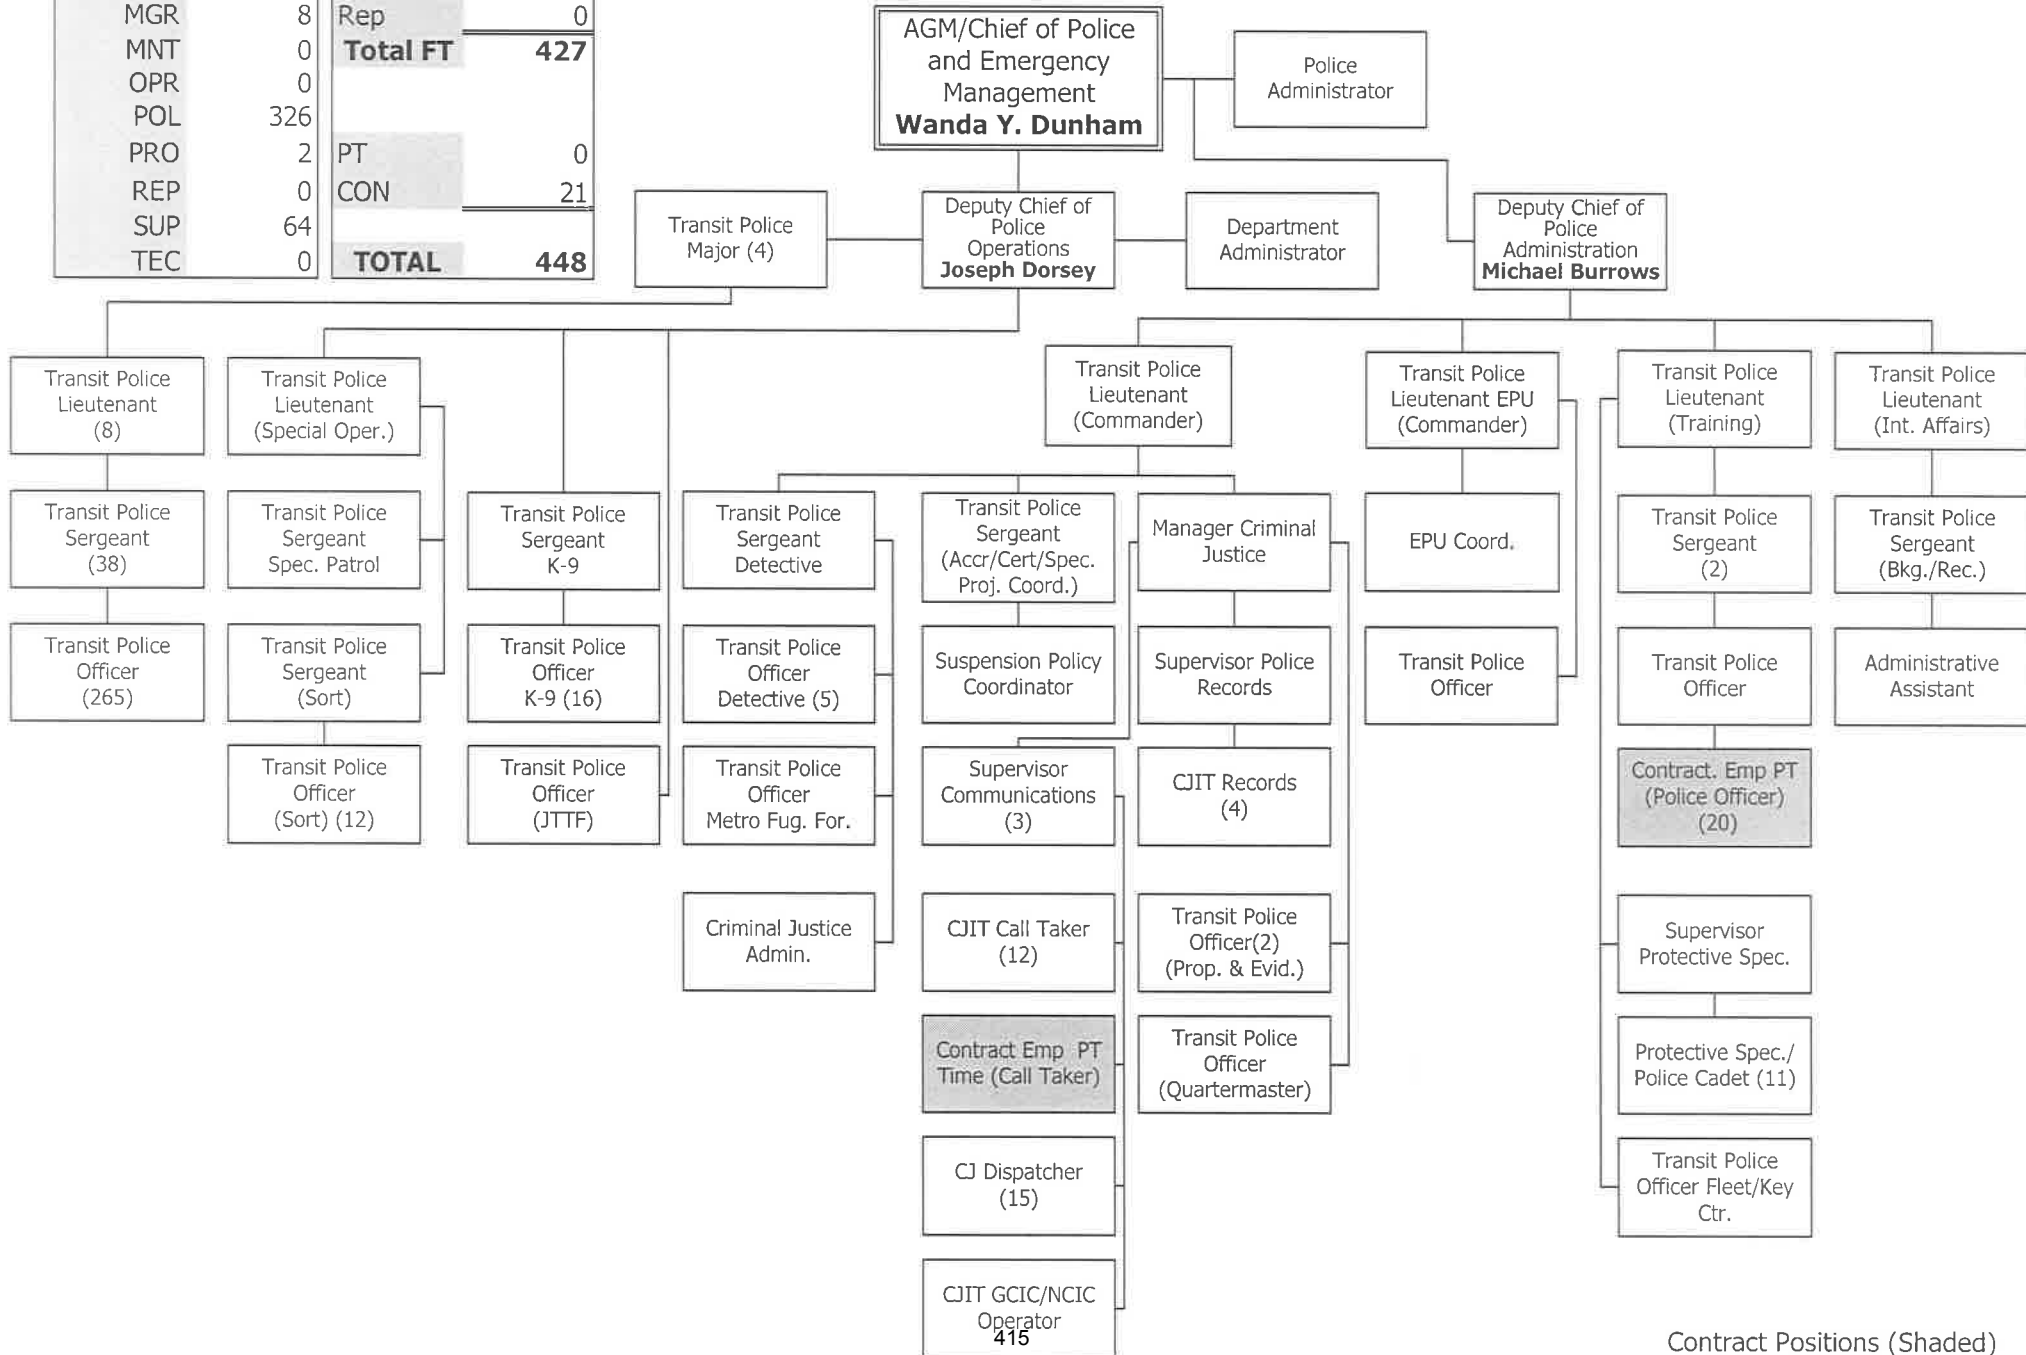 MGR 8
MNT 0
OPR 0
POL 326
PRO 2
REP 0
SUP 64
TEC 0
Rep 0
Total FT 427
PT 0
CON 21
TOTAL 448
AGM/Chief of Police
and Emergency
Management
Wanda Y. Dunham
Police
Administrator
Transit Police
Major (4)
Deputy Chief of
Police
Operations
Joseph Dorsey
Department
Administrator
Deputy Chief of
Police
Administration
Michael Burrows
Transit Police
Lieutenant
(8)
Transit Police
Lieutenant
(Special Oper.)
Transit Police
Lieutenant
(Commander)
Transit Police
Lieutenant EPU
(Commander)
Transit Police
Lieutenant
(Training)
Transit Police
Lieutenant
(Int. Affairs)
Transit Police
Sergeant
(38)
Transit Police
Sergeant
Spec. Patrol
Transit Police
Sergeant
K-9
Transit Police
Sergeant
Detective
Transit Police
Sergeant
(Accr/Cert/Spec.
Proj. Coord.)
Manager Criminal
Justice
EPU Coord.
Transit Police
Sergeant
(2)
Transit Police
Sergeant
(Bkg./Rec.)
Transit Police
Officer
(265)
Transit Police
Sergeant
(Sort)
Transit Police
Officer
K-9 (16)
Transit Police
Officer
Detective (5)
Suspension Policy
Coordinator
Supervisor Police
Records
Transit Police
Officer
Transit Police
Officer
Administrative
Assistant
Transit Police
Officer
(Sort) (12)
Transit Police
Officer
(JTTF)
Transit Police
Officer
Metro Fug. For.
Supervisor
Communications
(3)
CJIT Records
(4)
Contract. Emp PT
(Police Officer)
(20)
Criminal Justice
Admin.
CJIT Call Taker
(12)
Transit Police
Officer(2)
(Prop. & Evid.)
Supervisor
Protective Spec.
Contract Emp PT
Time (Call Taker)
Transit Police
Officer
(Quartermaster)
Protective Spec./
Police Cadet (11)
CJ Dispatcher
(15)
Transit Police
Officer Fleet/Key
Ctr.
CJIT GCIC/NCIC
Operator
415
Contract Positions (Shaded)